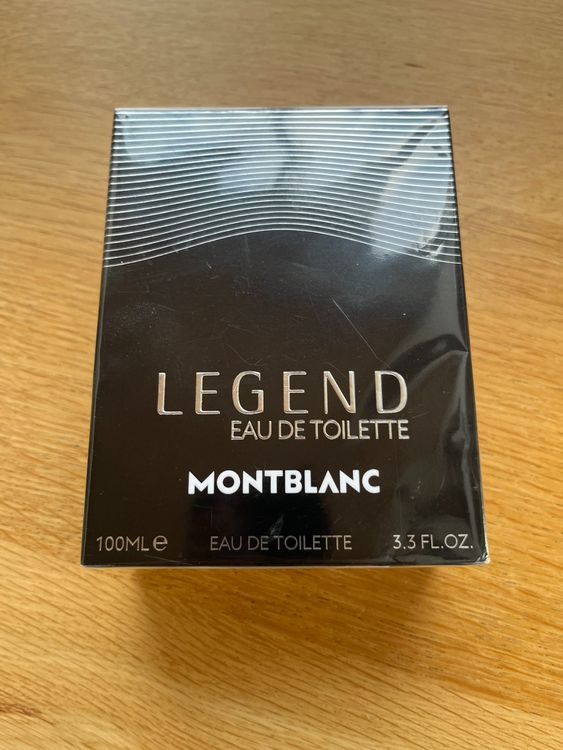 LEGEND
EAU DE TOILETTE
MONTBLANC
100ML ℮ EAU DE TOILETTE 3.3 FL.OZ.